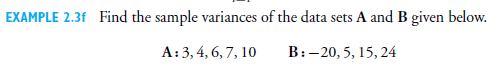 EXAMPLE 2.3f Find the sample variances of the data sets A and B given below.
A: 3, 4, 6, 7, 10 B: −20, 5, 15, 24